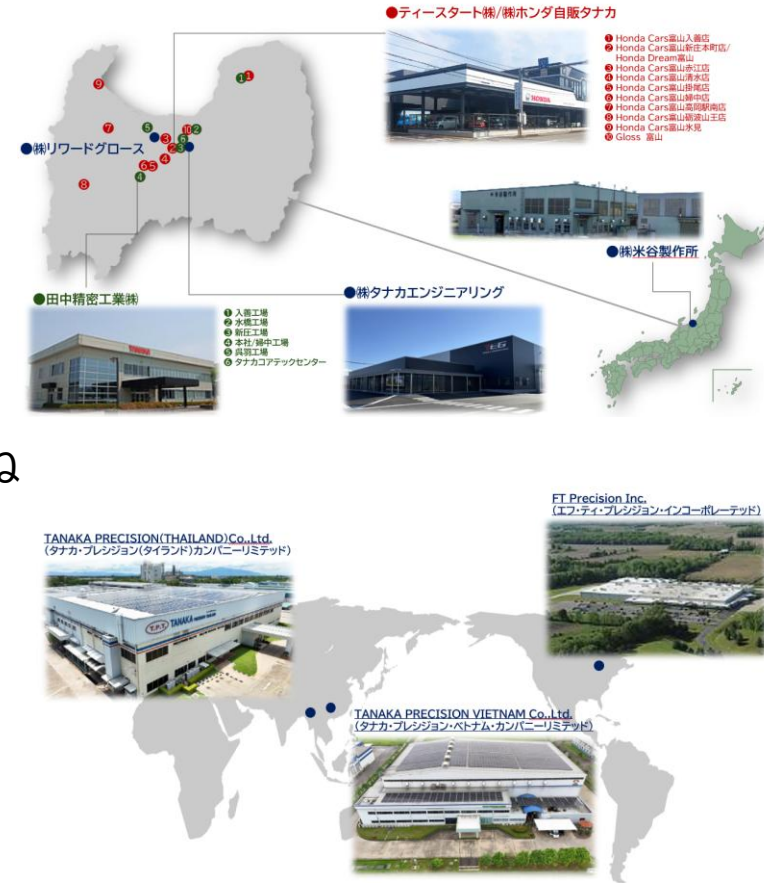 ●ティースタート㈱/㈱ホンダ自販タナカ
❶ Honda Cars富山入善店
❷ Honda Cars富山新庄本町店/
Honda Dream富山
❸ Honda Cars富山赤江店
❹ Honda Cars富山清水店
❺ Honda Cars富山掛尾店
❻ Honda Cars富山婦中店
❼ Honda Cars富山高岡駅南店
❽ Honda Cars富山砺波山王店
❾ Honda Cars富山氷見
❿ Gloss 富山
HONDA
●㈱リワードグロース
●㈱米谷製作所
●田中精密工業㈱
❶ 入善工場
❷ 水橋工場
❸ 新庄工場
❹ 本社/婦中工場
❺ 呉羽工場
❻ タナカコアテックセンター
TANAKA
●㈱タナカエンジニアリング
ね
FT Precision Inc.
(エフ・ティ・プレシジョン・インコーポレーテッド)
TANAKA PRECISION(THAILAND)Co.,Ltd.
(タナカ・プレシジョン(タイランド)カンパニーリミテッド)
T.P.T. TANAKA
TANAKA PRECISION VIETNAM Co.,Ltd.
(タナカ・プレシジョン・ベトナム・カンパニーリミテッド)